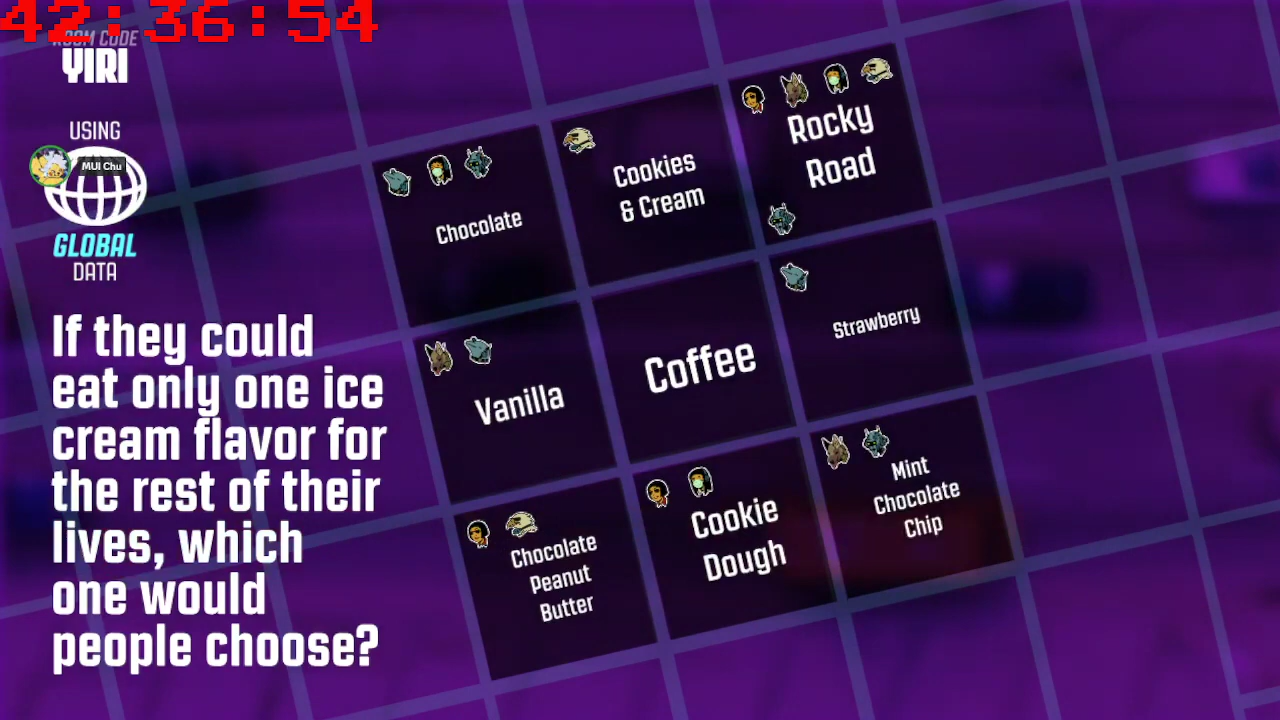 42:36:54
ROOM CODE
YIRI
USING
MUI Chu
GLOBAL
DATA
If they could
eat only one ice
cream flavor for
the rest of their
lives, which
one would
people choose?
Chocolate
Cookies
& Cream
Rocky
Road
Vanilla
Coffee
Strawberry
Chocolate
Peanut
Butter
Cookie
Dough
Mint
Chocolate
Chip